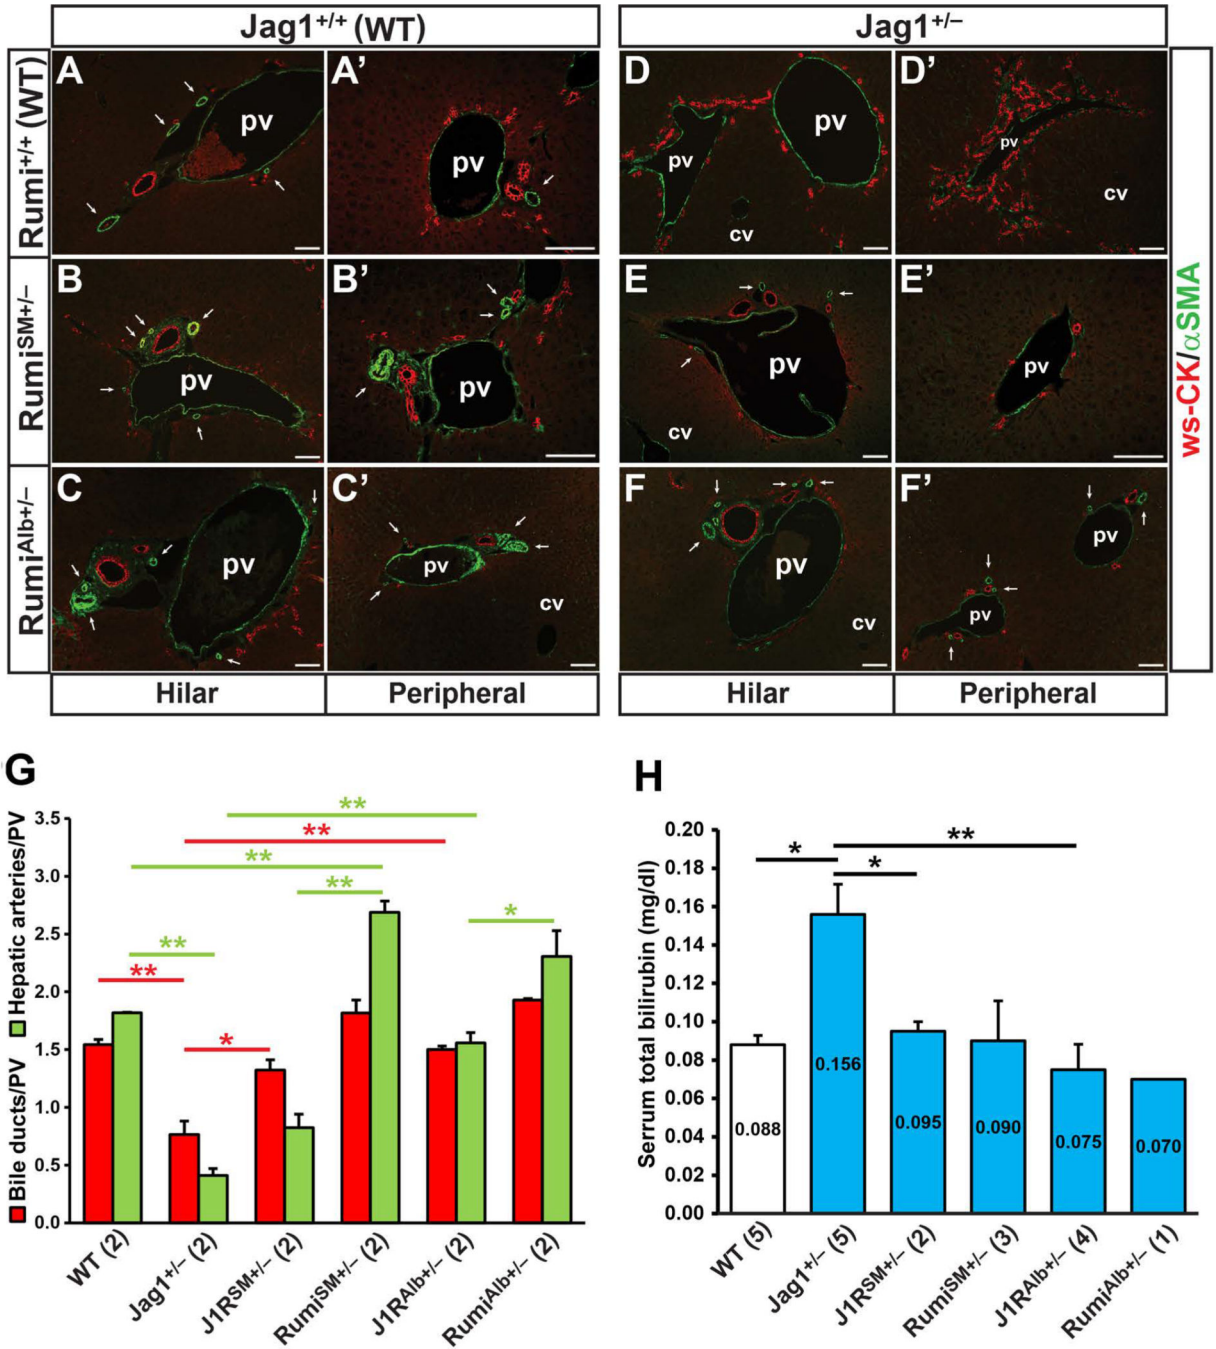 Jag1+/+ (WT)
Jag1+/–
Rumi+/+ (WT)
A
pv
A'
pv
D
pv
pv
cv
D'
pv
cv
RumiSM+/–
B
pv
B'
pv
E
pv
cv
E'
pv
ws-CK/αSMA
RumiAlb+/–
C
pv
C'
pv
cv
F
pv
cv
F'
pv
pv
Hilar
Peripheral
Hilar
Peripheral
G
Bile ducts/PV
Hepatic arteries/PV
3.5
3.0
2.5
2.0
1.5
1.0
0.5
0.0
**
**
**
**
**
**
*
*
WT (2)
Jag1+/– (2)
J1RSM+/– (2)
RumiSM+/– (2)
J1RAlb+/– (2)
RumiAlb+/– (2)
H
Serrum total bilirubin (mg/dl)
0.20
0.18
0.16
0.14
0.12
0.10
0.08
0.06
0.04
0.02
0.00
*
**
*
0.088
0.156
0.095
0.090
0.075
0.070
WT (5)
Jag1+/– (5)
J1RSM+/– (2)
RumiSM+/– (3)
J1RAlb+/– (4)
RumiAlb+/– (1)